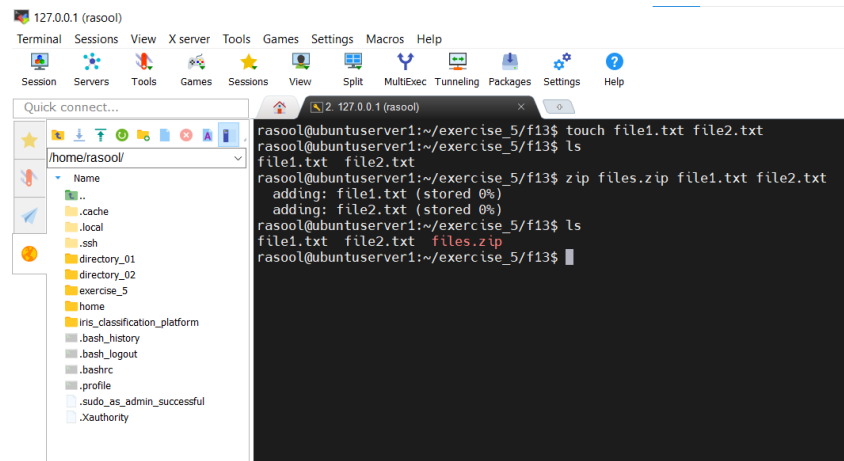 127.0.0.1 (rasool)
Terminal Sessions View X server Tools Games Settings Macros Help
Session Servers Tools Games Sessions View Split MultiExec Tunneling Packages Settings Help
Quick connect...
2. 127.0.0.1 (rasool)
/home/rasool/
Name
..
.cache
.local
.ssh
directory_01
directory_02
exercise_5
home
iris_classification_platform
.bash_history
.bash_logout
.bashrc
.profile
.sudo_as_admin_successful
.Xauthority
rasool@ubuntuserver1:~/exercise_5/f13$ touch file1.txt file2.txt
rasool@ubuntuserver1:~/exercise_5/f13$ ls
file1.txt  file2.txt
rasool@ubuntuserver1:~/exercise_5/f13$ zip files.zip file1.txt file2.txt
  adding: file1.txt (stored 0%)
  adding: file2.txt (stored 0%)
rasool@ubuntuserver1:~/exercise_5/f13$ ls
file1.txt  file2.txt  files.zip
rasool@ubuntuserver1:~/exercise_5/f13$